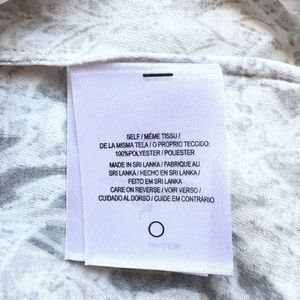 SELF / MÊME TISSU /
DE LA MISMA TELA / O PROPRIO TECCIDO:
100%POLYESTER / POLIESTER
MADE IN SRI LANKA / FABRIQUE AU
SRI LANKA / HECHO EN SRI LANKA /
FEITO EM SRI LANKA
CARE ON REVERSE / VOIR VERSO /
CUIDADO AL DORSO / CUIDE EM CONTRÁRIO